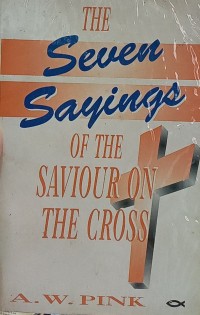 THE
Seven
Sayings
OF THE
SAVIOUR ON
THE CROSS
A. W. PINK